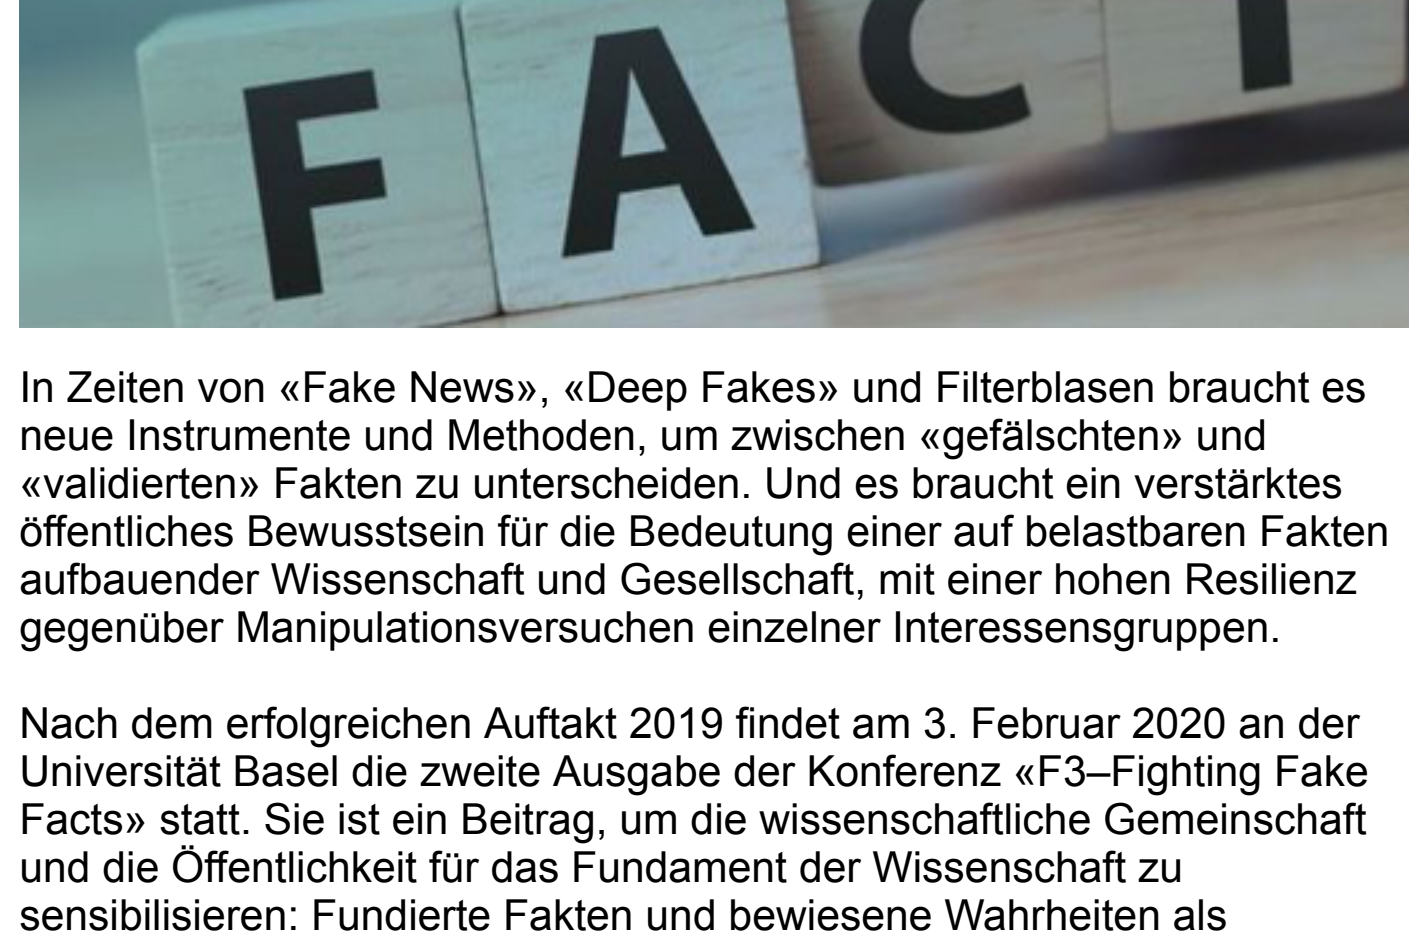 FACT
In Zeiten von «Fake News», «Deep Fakes» und Filterblasen braucht es
neue Instrumente und Methoden, um zwischen «gefälschten» und
«validierten» Fakten zu unterscheiden. Und es braucht ein verstärktes
öffentliches Bewusstsein für die Bedeutung einer auf belastbaren Fakten
aufbauender Wissenschaft und Gesellschaft, mit einer hohen Resilienz
gegenüber Manipulationsversuchen einzelner Interessensgruppen.
Nach dem erfolgreichen Auftakt 2019 findet am 3. Februar 2020 an der
Universität Basel die zweite Ausgabe der Konferenz «F3–Fighting Fake
Facts» statt. Sie ist ein Beitrag, um die wissenschaftliche Gemeinschaft
und die Öffentlichkeit für das Fundament der Wissenschaft zu
sensibilisieren: Fundierte Fakten und bewiesene Wahrheiten als